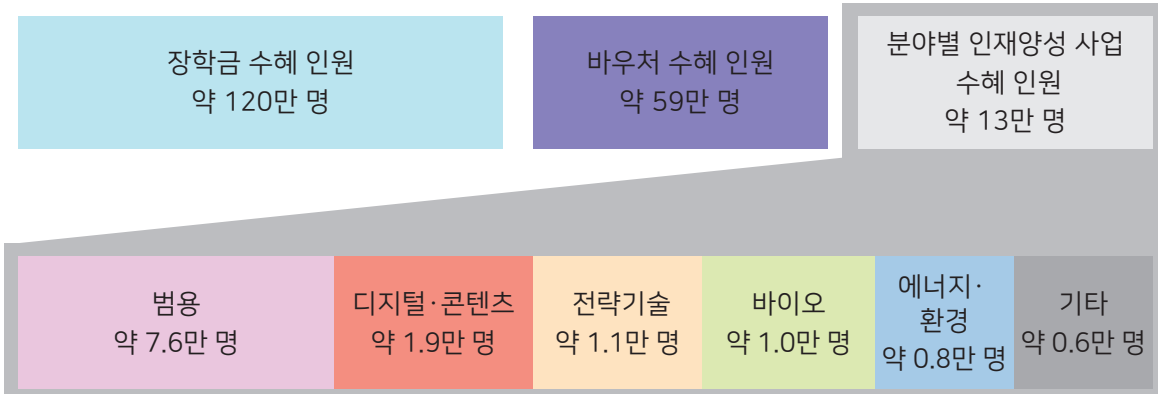 장학금 수혜 인원
약 120만 명
바우처 수혜 인원
약 59만 명
분야별 인재양성 사업
수혜 인원
약 13만 명
범용
약 7.6만 명
디지털·콘텐츠
약 1.9만 명
전략기술
약 1.1만 명
바이오
약 1.0만 명
에너지·
환경
약 0.8만 명
기타
약 0.6만 명